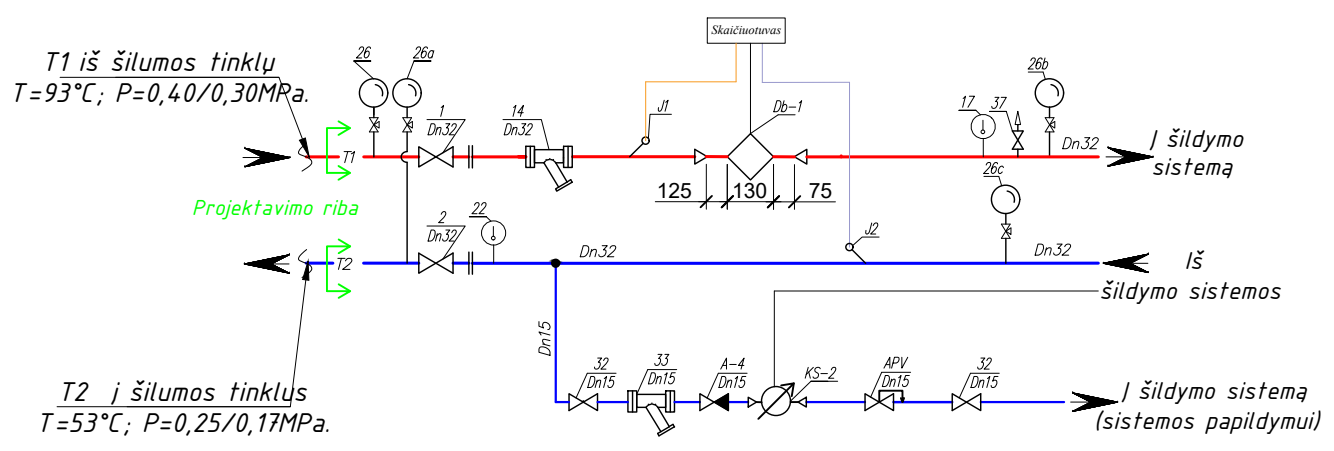 Skaičiuotuvas
T1 iš šilumos tinklų
T=93°C; P=0,40/0,30MPa.
26
26a
1
Dn32
14
Dn32
J1
Db-1
17
37
26b
Dn32
T1
Į šildymo
sistemą
125
130
75
Projektavimo riba
26c
2
Dn32
22
Dn32
J2
Dn32
T2
Iš
šildymo sistemos
Dn15
32
Dn15
33
Dn15
A-4
Dn15
KS-2
APV
Dn15
32
Dn15
T2 į šilumos tinklus
T=53°C; P=0,25/0,17MPa.
Į šildymo sistemą
(sistemos papildymui)